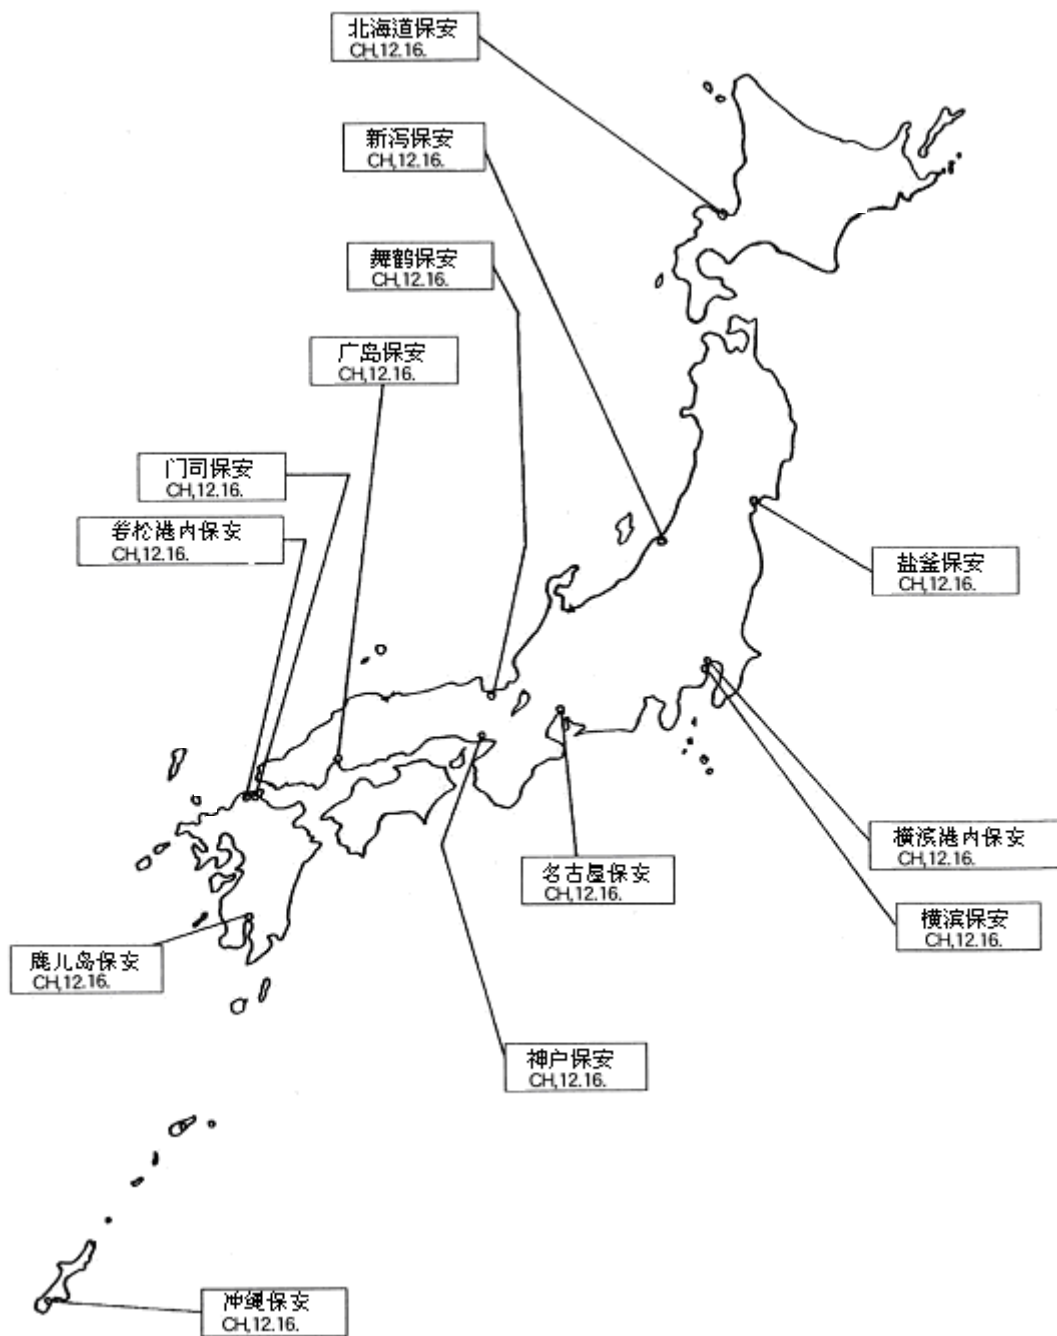 北海道保安
CH,12.16.
新泻保安
CH,12.16.
舞鹤保安
CH,12.16.
广岛保安
CH,12.16.
门司保安
CH,12.16.
若松港内保安
CH,12.16.
盐釜保安
CH,12.16.
横滨港内保安
CH,12.16.
名古屋保安
CH,12.16.
横滨保安
CH,12.16.
鹿儿岛保安
CH,12.16.
神户保安
CH,12.16.
冲绳保安
CH,12.16.